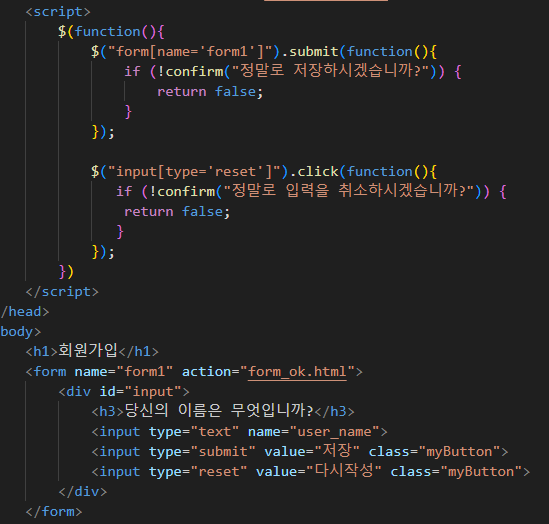 <script>
$(function(){
$("form[name='form1']").submit(function(){
if (!confirm("정말로 저장하시겠습니까?")) {
return false;
}
});
$("input[type='reset']").click(function(){
if (!confirm("정말로 입력을 취소하시겠습니까?")) {
return false;
}
});
})
</script>
/head>
body>
<h1>회원가입</h1>
<form name="form1" action="form_ok.html">
<div id="input">
<h3>당신의 이름은 무엇입니까?</h3>
<input type="text" name="user_name">
<input type="submit" value="저장" class="myButton">
<input type="reset" value="다시작성" class="myButton">
</div>
</form>